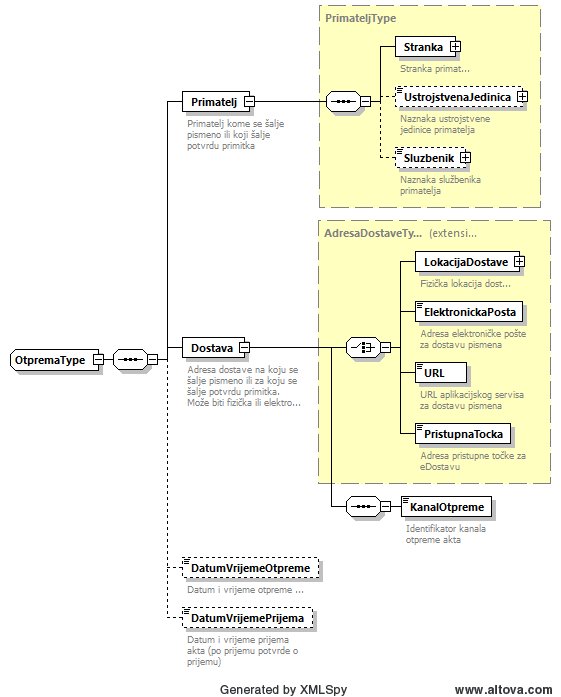 PrimateljType
Stranka
Stranka primat...
UstrojstvenaJedinica
Naznaka ustrojstvene
jedinice primatelja
Sluzbenik
Naznaka službenika
primatelja
Primatelj
Primatelj kome se šalje
pismeno ili koji šalje
potvrdu primitka
AdresaDostaveTy... (extensi...
LokacijaDostave
Fizička lokacija dost...
ElektronickaPosta
Adresa elektroničke pošte
za dostavu pismena
URL
URL aplikacijskog servisa
za dostavu pismena
PristupnaTocka
Adresa pristupne točke za
eDostavu
OtpremaType
Dostava
Adresa dostave na koju se
šalje pismeno ili za koju se
šalje potvrdu primitka.
Može biti fizička ili elektro...
KanalOtpreme
Identifikator kanala
otpreme akta
DatumVrijemeOtpreme
Datum i vrijeme otpreme ...
DatumVrijemePrijema
Datum i vrijeme prijema
akta (po prijemu potvrde o
prijemu)
Generated by XMLSpy
www.altova.com